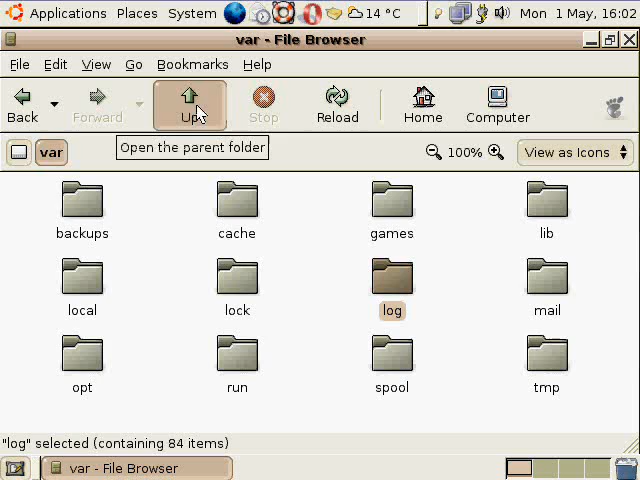 Applications Places System 14 °C Mon 1 May, 16:02
var - File Browser
File Edit View Go Bookmarks Help
Back Forward Up Stop Reload Home Computer
var Open the parent folder 100% View as Icons
backups cache games lib
local lock log mail
opt run spool tmp
"log" selected (containing 84 items)
var - File Browser